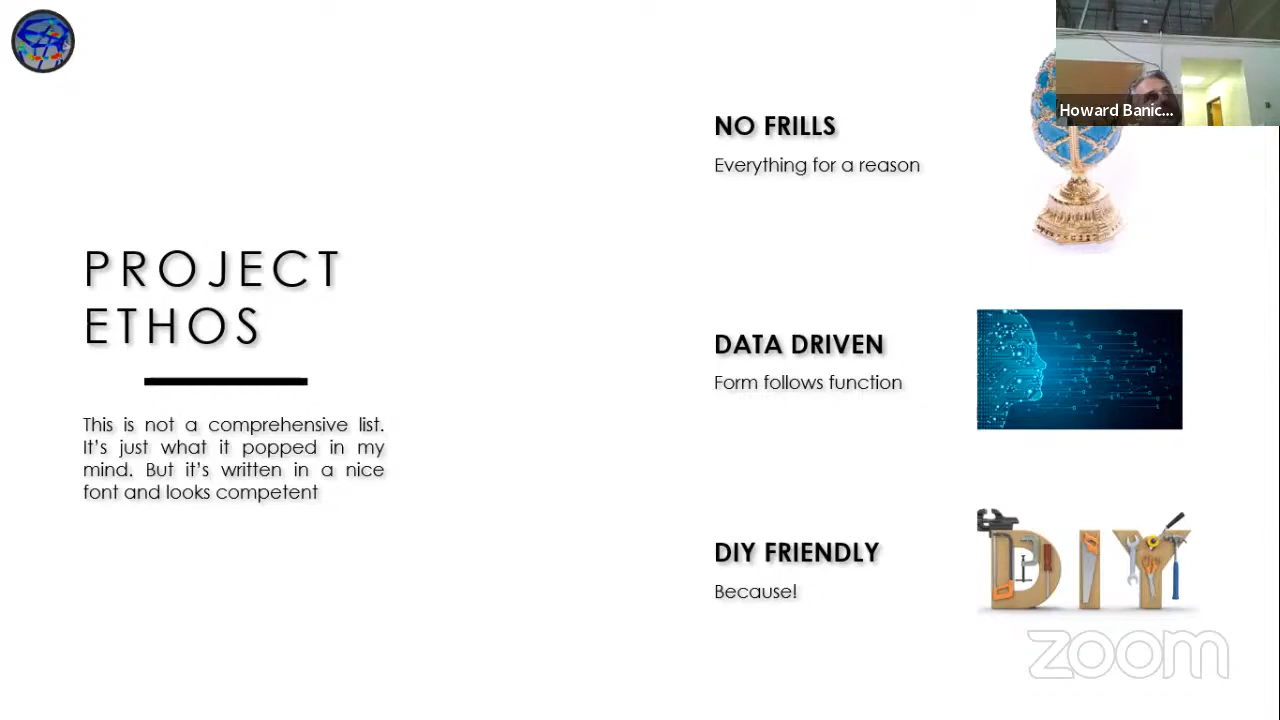 PROJECT
ETHOS
This is not a comprehensive list.
It's just what it popped in my
mind. But it's written in a nice
font and looks competent
NO FRILLS
Everything for a reason
DATA DRIVEN
Form follows function
DIY FRIENDLY
Because!
DIY
Howard Banic...
zoom